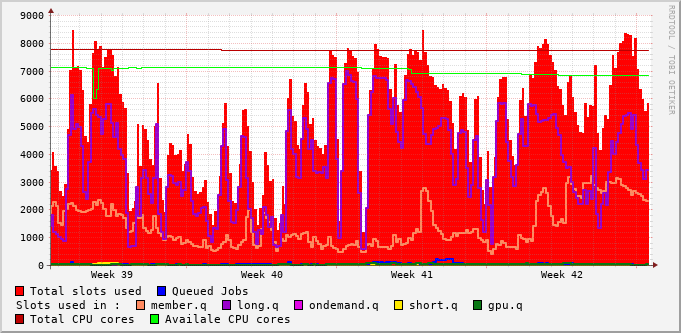 9000
8000
7000
6000
5000
4000
3000
2000
1000
0
Week 39 Week 40 Week 41 Week 42
Total slots used Queued Jobs
Slots used in : member.q long.q ondemand.q short.q gpu.q
Total CPU cores Availale CPU cores
RRDTOOL / TOBI OETIKER